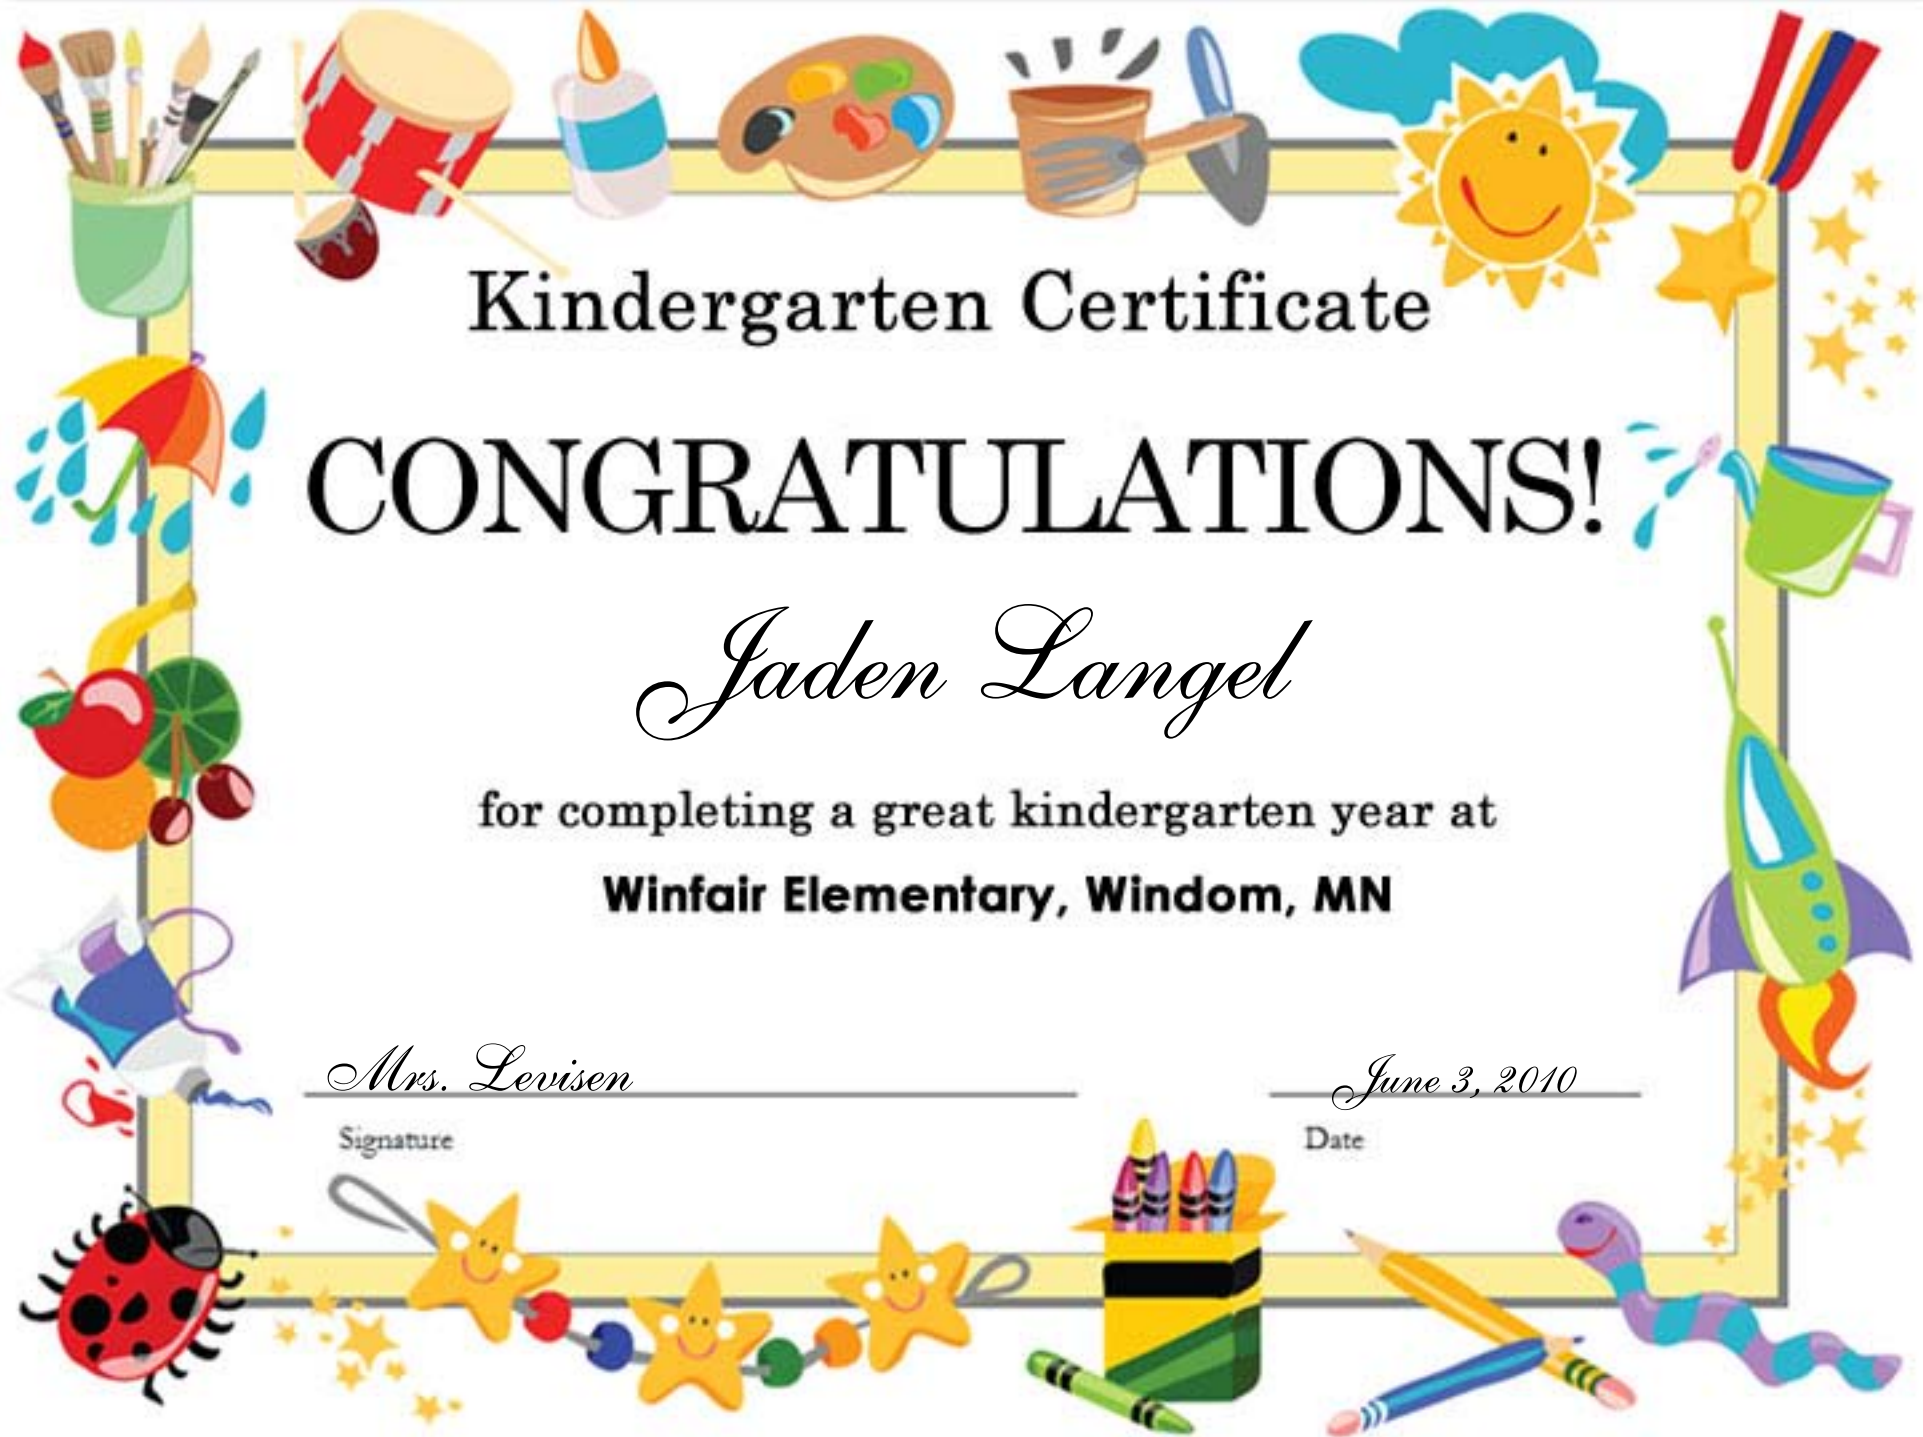 Kindergarten Certificate
CONGRATULATIONS!
Jaden Langel
for completing a great kindergarten year at
Winfair Elementary, Windom, MN
Mrs. Levisen
June 3, 2010
Signature
Date